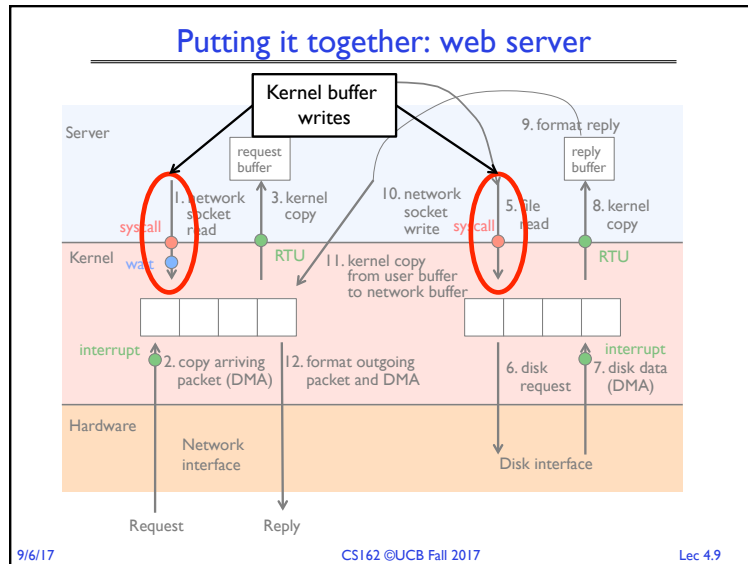 Putting it together: web server
Kernel buffer
writes
Server
9. format reply
request
buffer
reply
buffer
1. network
socket
read
3. kernel
copy
10. network
socket
write
5. file
read
8. kernel
copy
syscall
syscall
Kernel
wait
RTU
11. kernel copy
from user buffer
to network buffer
RTU
interrupt
2. copy arriving
packet (DMA)
12. format outgoing
packet and DMA
6. disk
request
interrupt
7. disk data
(DMA)
Hardware
Network
interface
Disk interface
Request
Reply
9/6/17
CS162 ©UCB Fall 2017
Lec 4.9